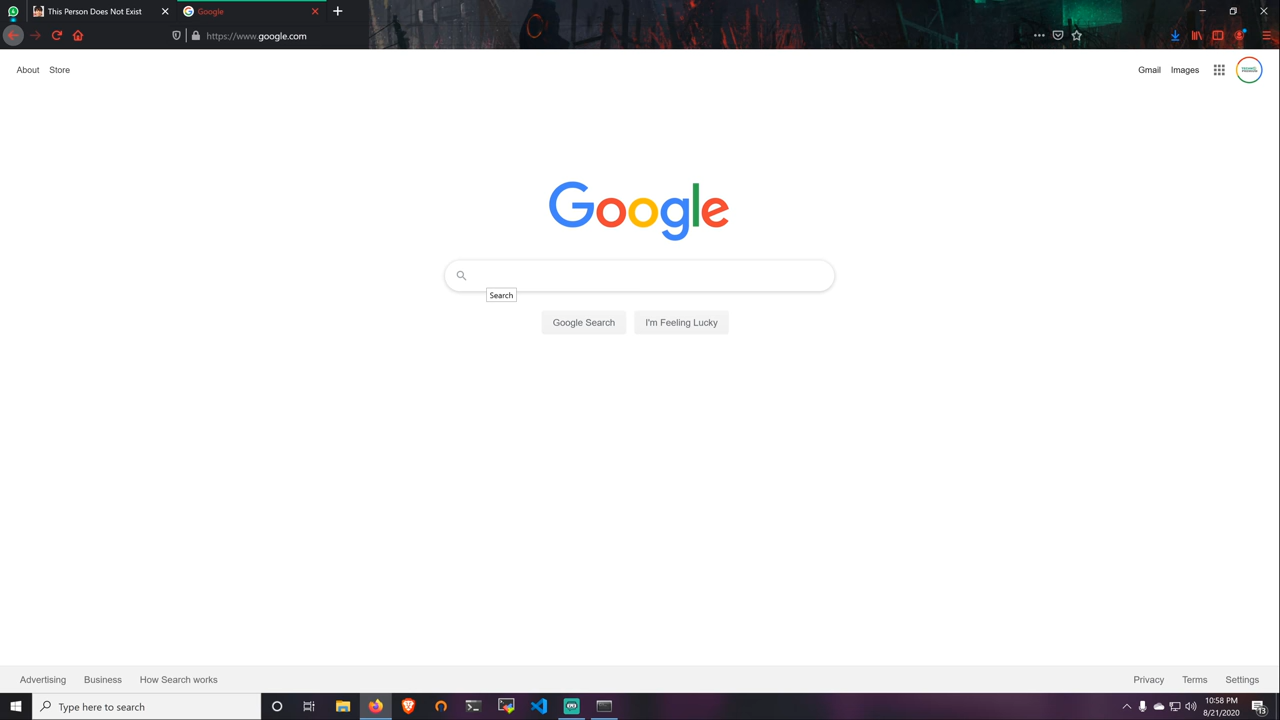 This Person Does Not Exist
Google
https://www.google.com
About Store
Gmail Images
Google
Search
Google Search I'm Feeling Lucky
Advertising Business How Search works
Privacy Terms Settings
Type here to search
10:58 PM
8/21/2020